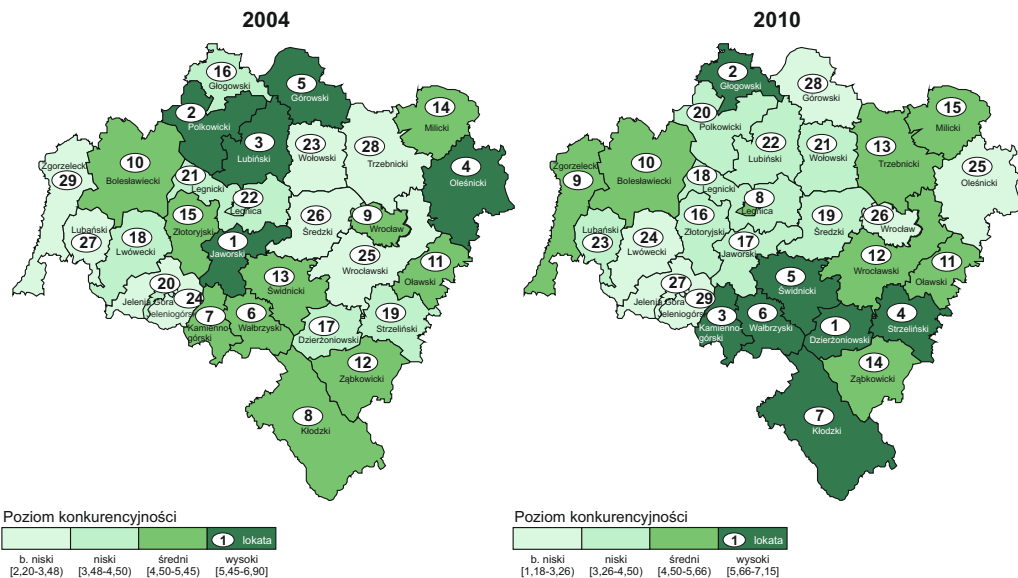 2004
16
Głogowski
5
Górowski
14
Milicki
2
Polkowicki
3
Lubiński
23
Wołowski
28
Trzebnicki
4
Oleśnicki
Zgorzelecki
29
10
Bolesławiecki
21
Legnicki
22
Legnica
15
Złotoryjski
26
Średzki
9
Wrocław
Lubański
27
18
Lwówecki
1
Jaworski
25
Wrocławski
11
Oławski
20
Jelenia Góra
24
Jeleniogórski
13
Świdnicki
7
Kamienno-
górski
6
Wałbrzyski
17
Dzierżoniowski
19
Strzeliński
12
Ząbkowicki
8
Kłodzki
Poziom konkurencyjności
1 lokata
b. niski niski średni wysoki
[2,20-3,48) [3,48-4,50) [4,50-5,45) [5,45-6,90]
2010
2
Głogowski
28
Górowski
15
Milicki
20
Polkowicki
22
Lubiński
21
Wołowski
13
Trzebnicki
25
Oleśnicki
Zgorzelecki
9
10
Bolesławiecki
18
Legnicki
8
Legnica
16
Złotoryjski
19
Średzki
26
Wrocław
Lubański
23
24
Lwówecki
17
Jaworski
12
Wrocławski
11
Oławski
27
Jelenia Góra
29
Jeleniogórski
5
Świdnicki
3
Kamienno-
górski
6
Wałbrzyski
1
Dzierżoniowski
4
Strzeliński
14
Ząbkowicki
7
Kłodzki
Poziom konkurencyjności
1 lokata
b. niski niski średni wysoki
[1,18-3,26) [3,26-4,50) [4,50-5,66) [5,66-7,15]